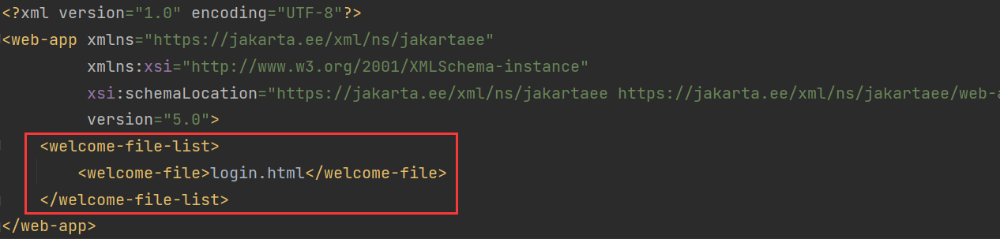 <?xml version="1.0" encoding="UTF-8"?>
<web-app xmlns="https://jakarta.ee/xml/ns/jakartaee"
xmlns:xsi="http://www.w3.org/2001/XMLSchema-instance"
xsi:schemaLocation="https://jakarta.ee/xml/ns/jakartaee https://jakarta.ee/xml/ns/jakartaee/web-a
version="5.0">
<welcome-file-list>
<welcome-file>login.html</welcome-file>
</welcome-file-list>
</web-app>